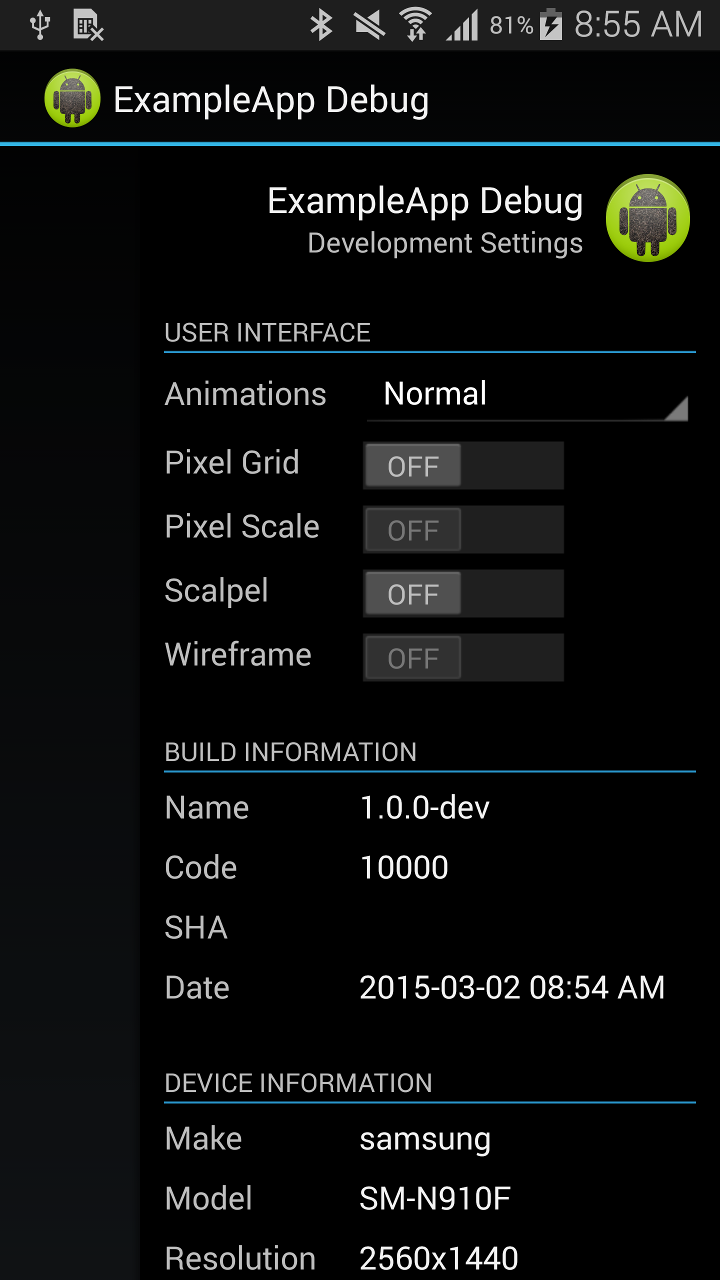 81% 8:55 AM
ExampleApp Debug
ExampleApp Debug
Development Settings
USER INTERFACE
Animations Normal
Pixel Grid OFF
Pixel Scale OFF
Scalpel OFF
Wireframe OFF
BUILD INFORMATION
Name 1.0.0-dev
Code 10000
SHA
Date 2015-03-02 08:54 AM
DEVICE INFORMATION
Make samsung
Model SM-N910F
Resolution 2560x1440